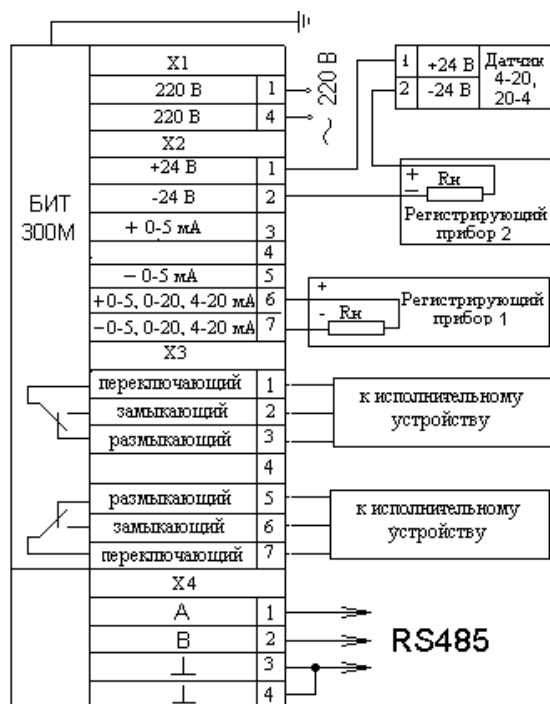 БИТ
300М
X1
220 В 1
220 В 4
~ 220 В
X2
+24 В 1
-24 В 2
+ 0-5 мА 3
4
– 0-5 мА 5
+0-5, 0-20, 4-20 мА 6
–0-5, 0-20, 4-20 мА 7
X3
переключающий 1
замыкающий 2
размыкающий 3
4
размыкающий 5
замыкающий 6
переключающий 7
X4
A 1
B 2
⊥ 3
⊥ 4
1 +24 В
2 -24 В
Датчик
4-20,
20-4
+
–
Rн
Регистрирующий
прибор 2
+
-
Rн
Регистрирующий
прибор 1
к исполнительному
устройству
к исполнительному
устройству
RS485